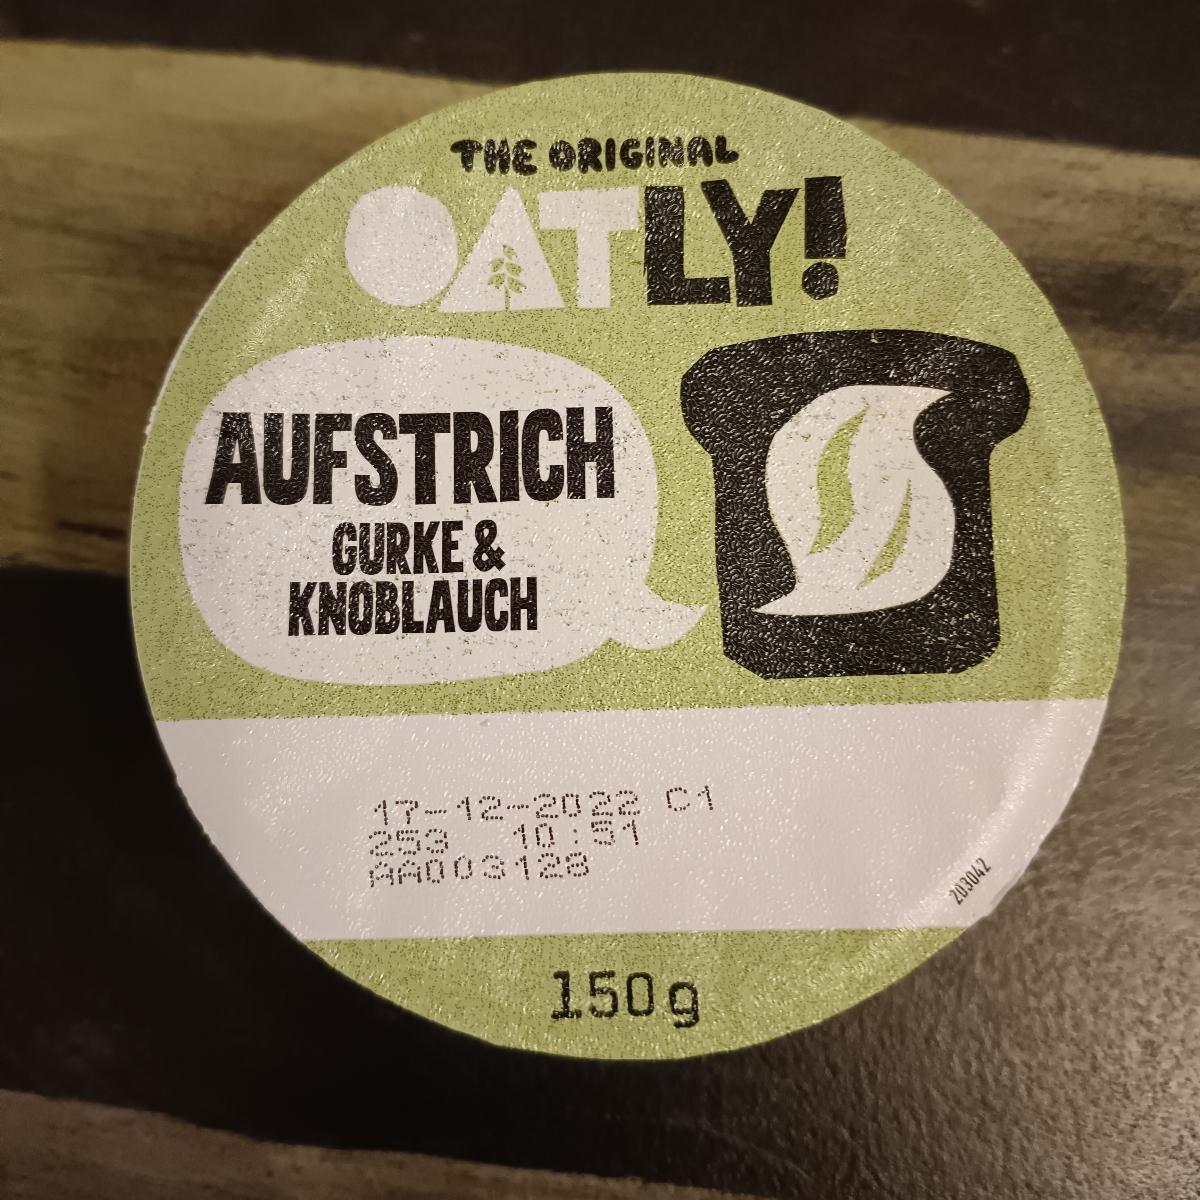 THE ORIGINAL
OATLY!
AUFSTRICH
GURKE &
KNOBLAUCH
17-12-2022 C1
253 10:51
AA003128
203042
150g